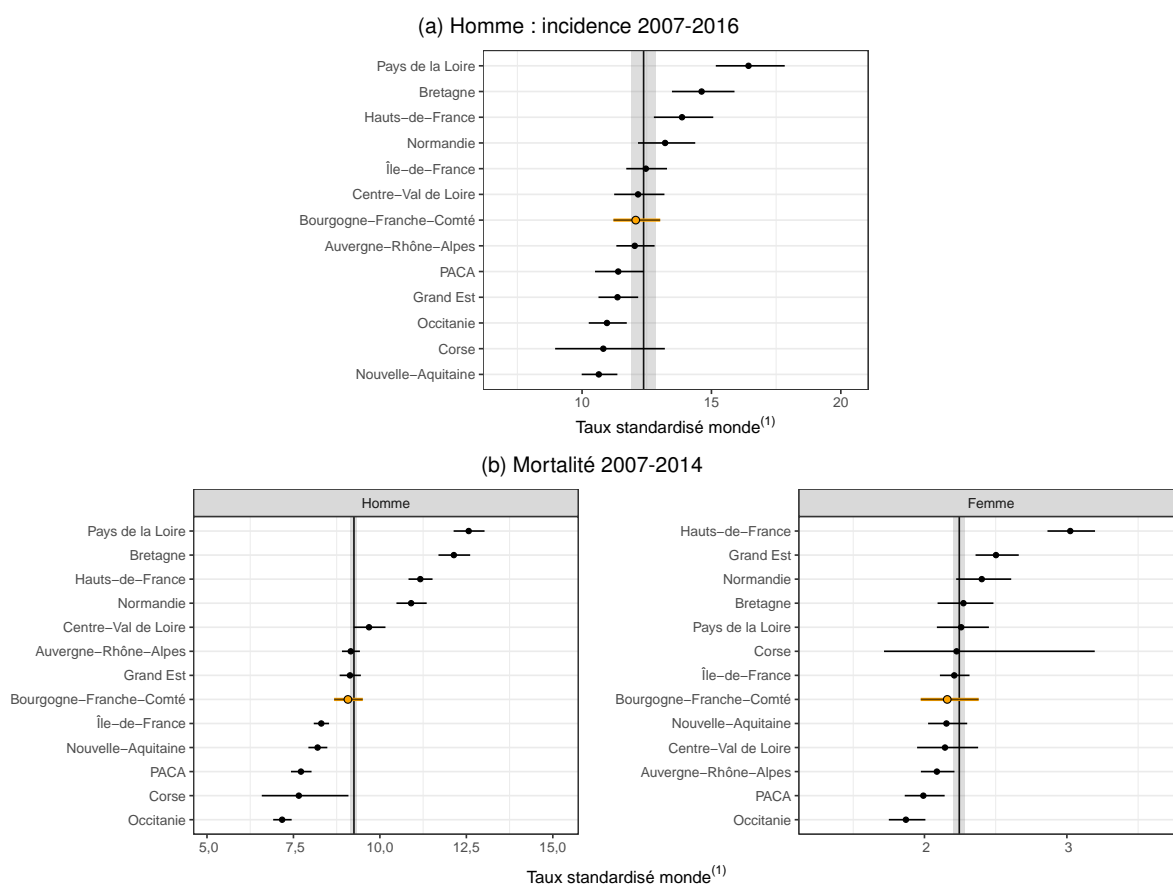 (a) Homme : incidence 2007-2016
Pays de la Loire
Bretagne
Hauts−de−France
Normandie
Île−de−France
Centre−Val de Loire
Bourgogne−Franche−Comté
Auvergne−Rhône−Alpes
PACA
Grand Est
Occitanie
Corse
Nouvelle−Aquitaine
10 15 20
Taux standardisé monde(1)
(b) Mortalité 2007-2014
Homme
Pays de la Loire
Bretagne
Hauts−de−France
Normandie
Centre−Val de Loire
Auvergne−Rhône−Alpes
Grand Est
Bourgogne−Franche−Comté
Île−de−France
Nouvelle−Aquitaine
PACA
Corse
Occitanie
5,0 7,5 10,0 12,5 15,0
Femme
Hauts−de−France
Grand Est
Normandie
Bretagne
Pays de la Loire
Corse
Île−de−France
Bourgogne−Franche−Comté
Nouvelle−Aquitaine
Centre−Val de Loire
Auvergne−Rhône−Alpes
PACA
Occitanie
2 3
Taux standardisé monde(1)